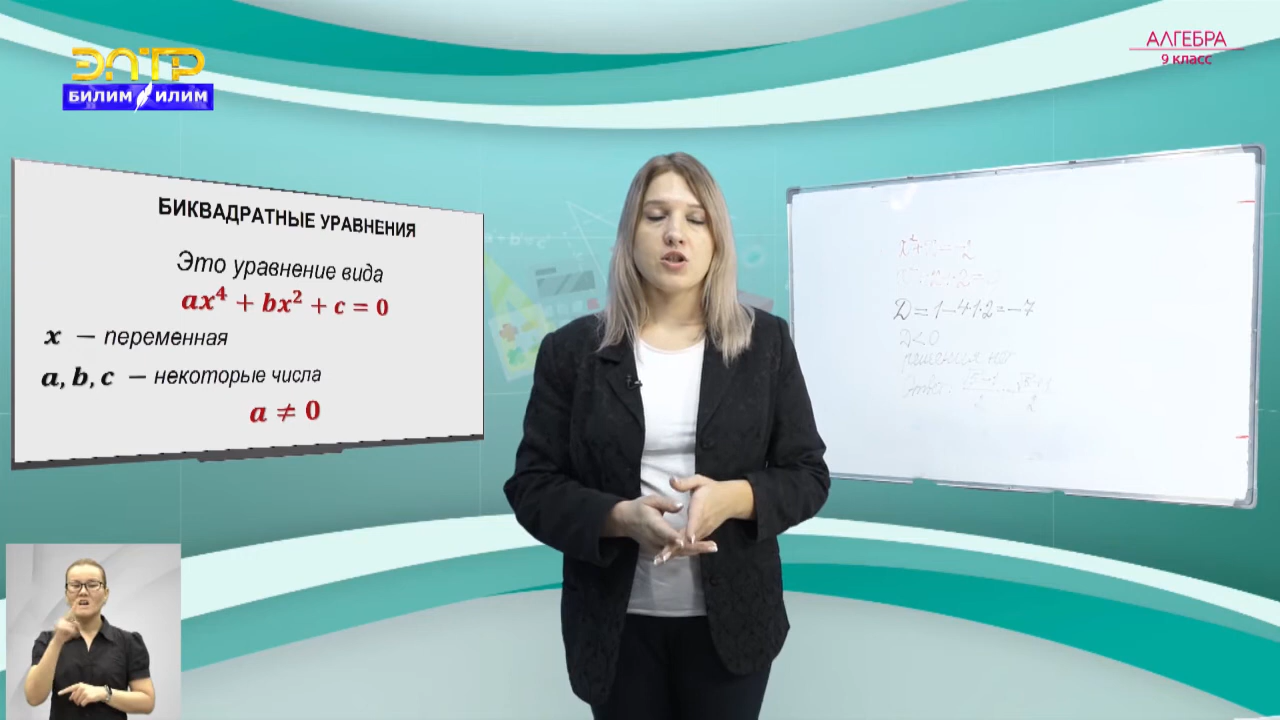 ЭЛТР
БИЛИМ ИЛИМ
АЛГЕБРА
9 класс
БИКВАДРАТНЫЕ УРАВНЕНИЯ
Это уравнение вида
ax⁴ + bx² + c = 0
x — переменная
a, b, c — некоторые числа
a ≠ 0
D = 1 - 4·1·2 = -7
D < 0